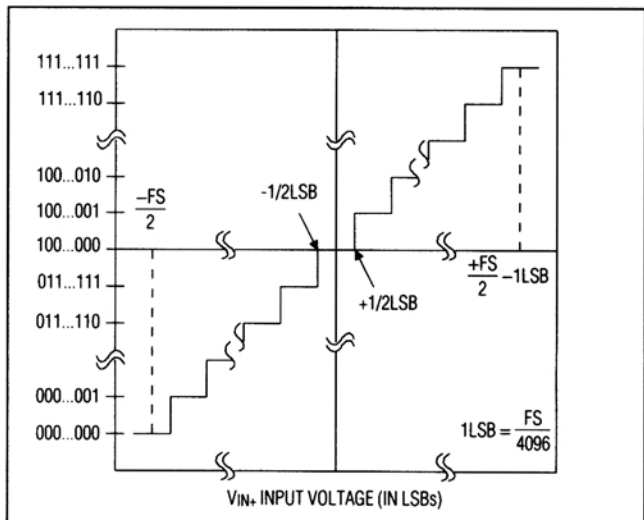 111...111
111...110
100...010
100...001
100...000
011...111
011...110
000...001
000...000
-FS
2
-1/2LSB
+1/2LSB
+FS
2
-1LSB
1LSB = FS
4096
VIN+ INPUT VOLTAGE (IN LSBs)